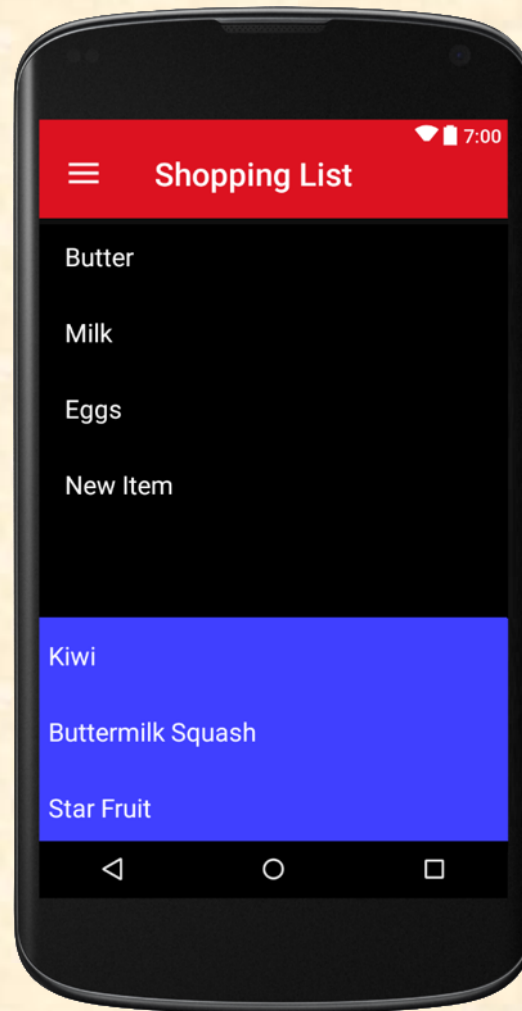 7:00
Shopping List
Butter
Milk
Eggs
New Item
Kiwi
Buttermilk Squash
Star Fruit